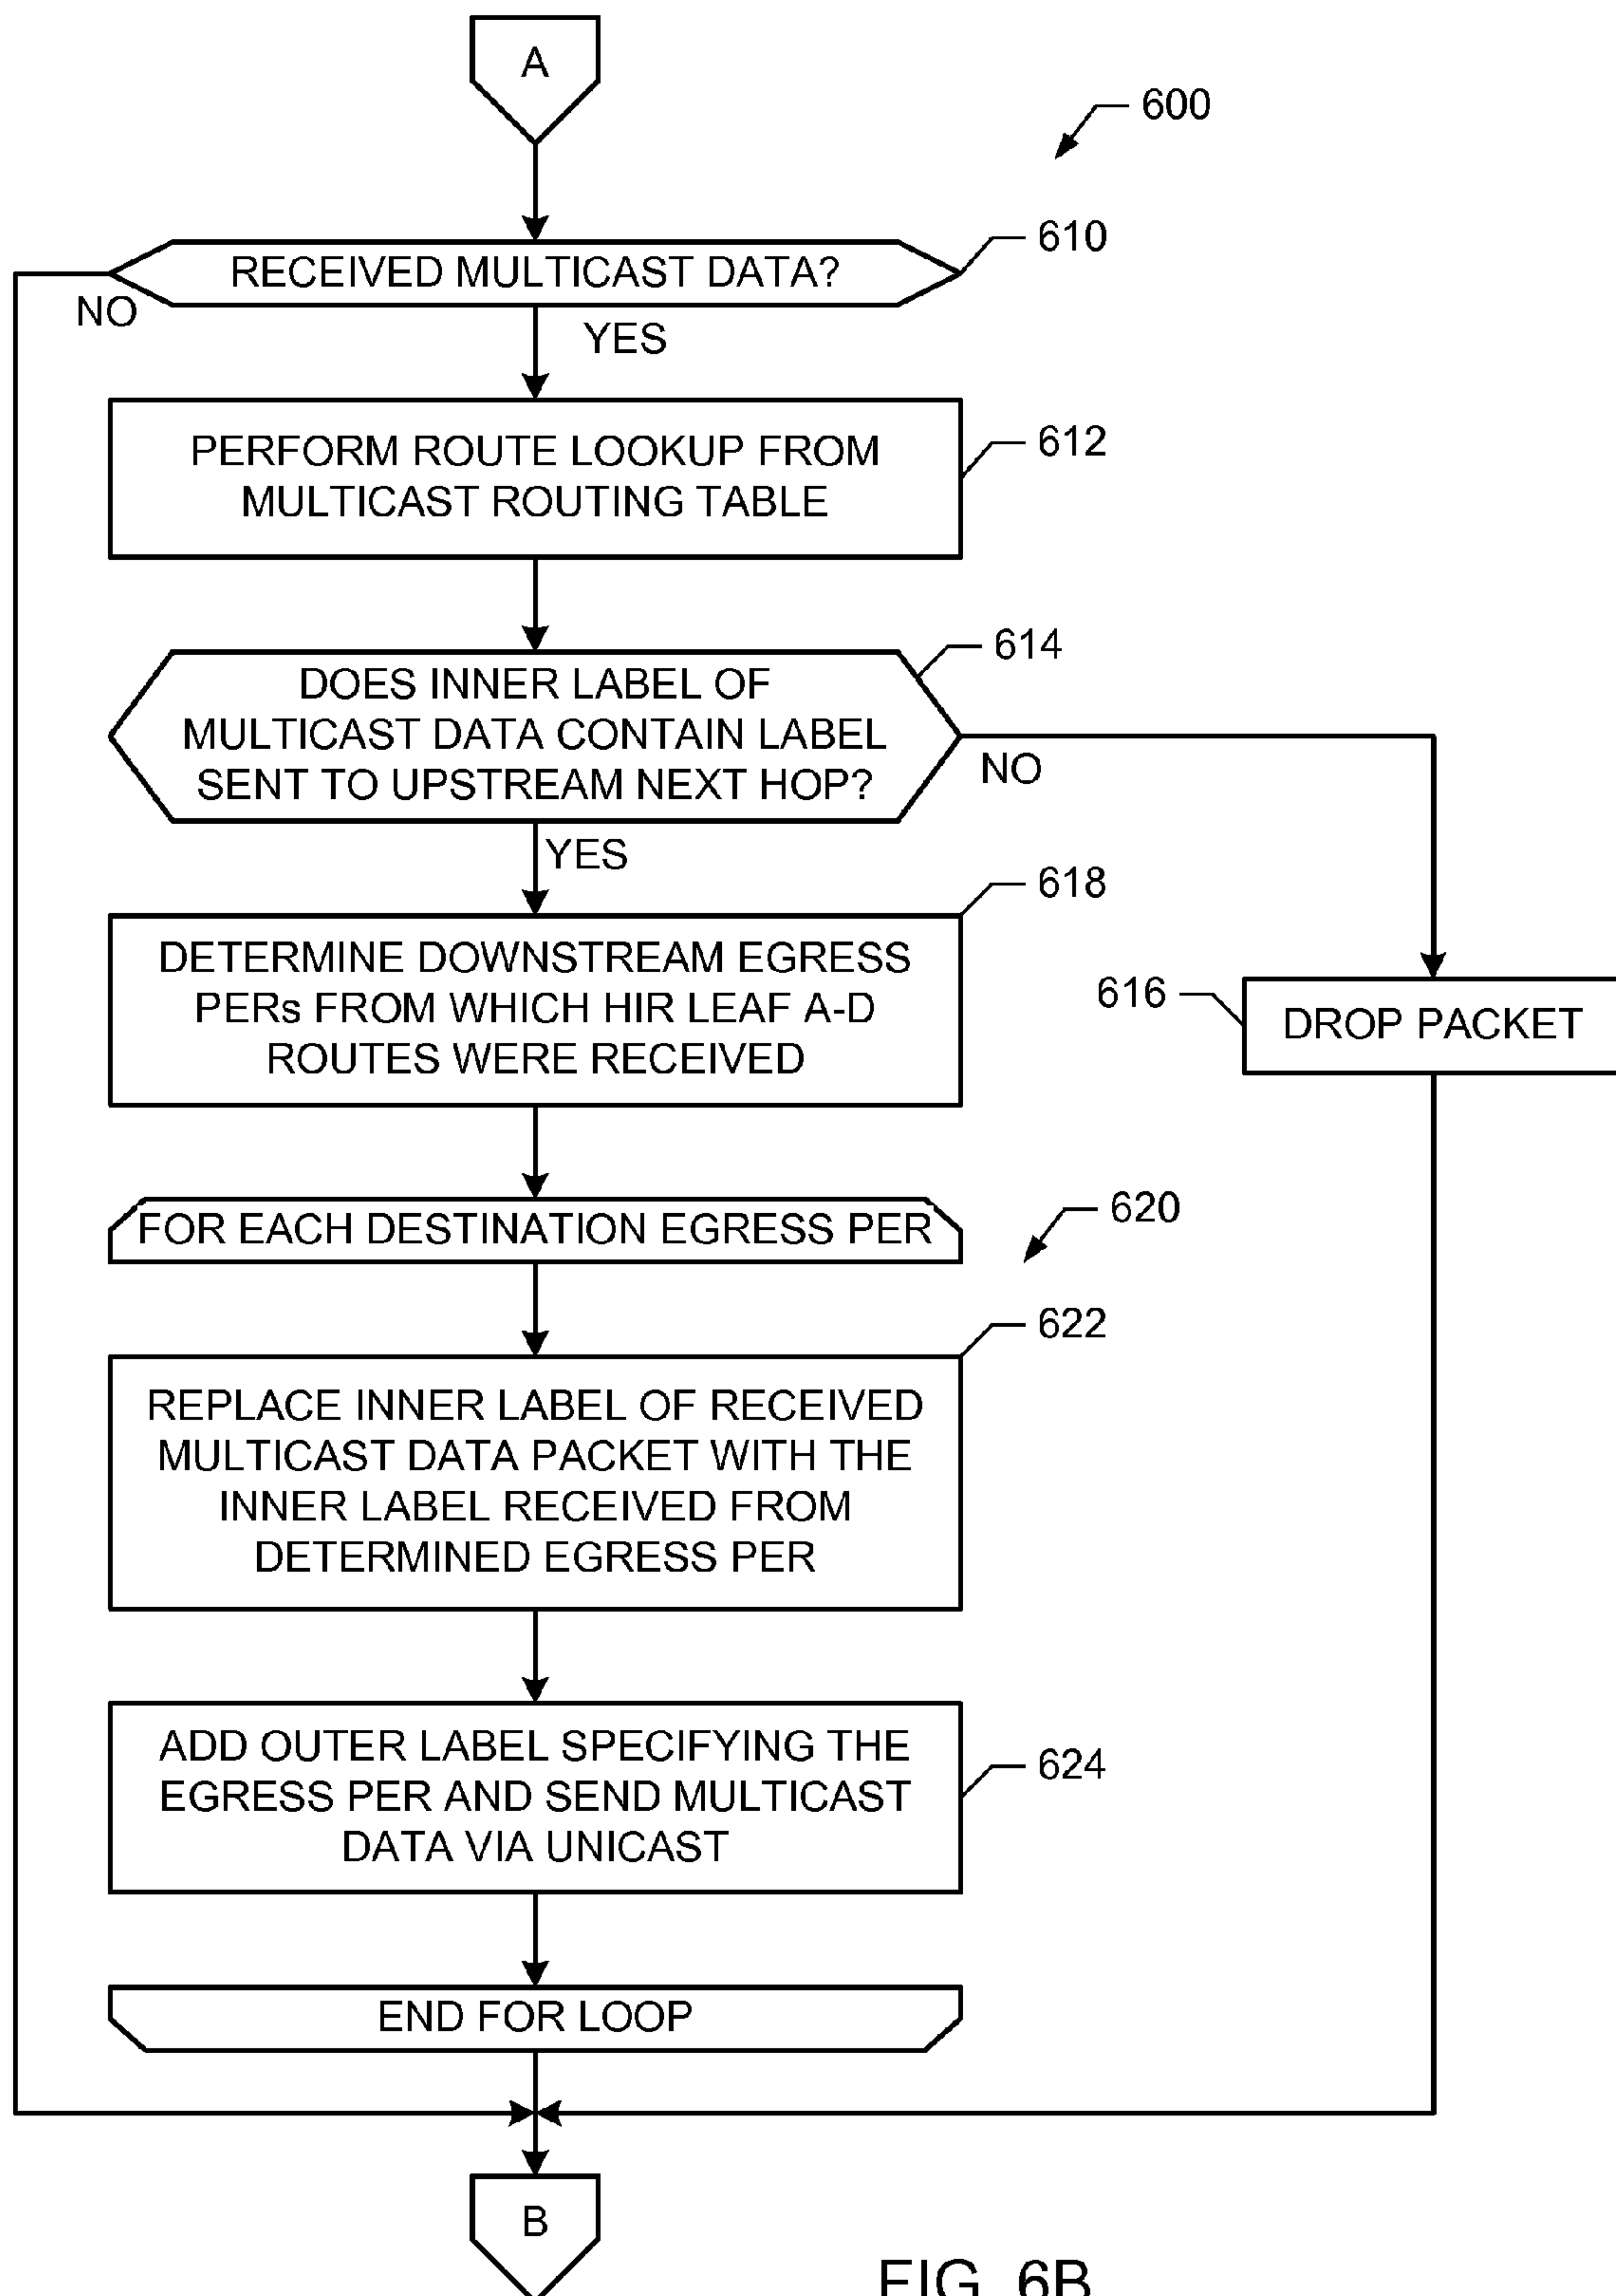 A
600
610
RECEIVED MULTICAST DATA?
NO
YES
612
PERFORM ROUTE LOOKUP FROM
MULTICAST ROUTING TABLE
614
DOES INNER LABEL OF
MULTICAST DATA CONTAIN LABEL
SENT TO UPSTREAM NEXT HOP?
NO
YES
618
DETERMINE DOWNSTREAM EGRESS
PERs FROM WHICH HIR LEAF A-D
ROUTES WERE RECEIVED
616
DROP PACKET
FOR EACH DESTINATION EGRESS PER
620
622
REPLACE INNER LABEL OF RECEIVED
MULTICAST DATA PACKET WITH THE
INNER LABEL RECEIVED FROM
DETERMINED EGRESS PER
624
ADD OUTER LABEL SPECIFYING THE
EGRESS PER AND SEND MULTICAST
DATA VIA UNICAST
END FOR LOOP
B
FIG. 6B